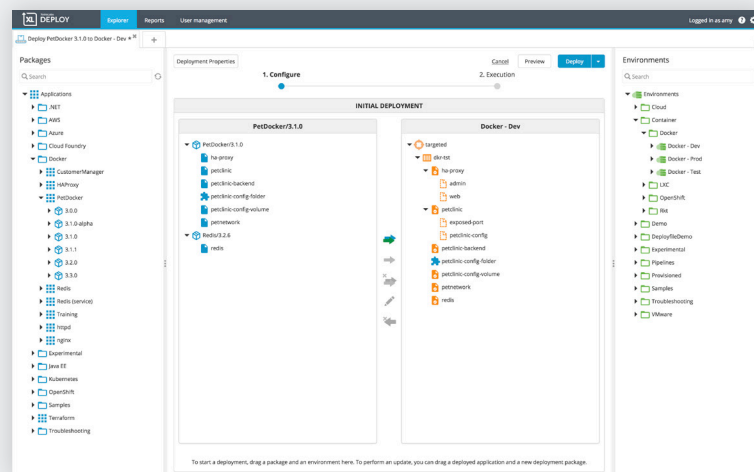 XL DEPLOY
Explorer
Reports
User management
Logged in as amy
Deploy PetDocker 3.1.0 to Docker - Dev
Packages
Search
Applications
.NET
AWS
Azure
Cloud Foundry
Docker
CustomerManager
HAProxy
PetDocker
3.0.0
3.1.0-alpha
3.1.0
3.1.1
3.2.0
3.3.0
Redis
Redis (service)
Training
httpd
nginx
Experimental
Java EE
Kubernetes
OpenShift
Samples
Terraform
Troubleshooting
Deployment Properties
Cancel
Preview
Deploy
1. Configure
2. Execution
INITIAL DEPLOYMENT
PetDocker/3.1.0
PetDocker/3.1.0
ha-proxy
petclinic
petclinic-backend
petclinic-config-folder
petclinic-config-volume
petnetwork
Redis/3.2.6
redis
Docker - Dev
targeted
dkr-tst
ha-proxy
admin
web
petclinic
exposed-port
petclinic-config
petclinic-backend
petclinic-config-folder
petclinic-config-volume
petnetwork
redis
To start a deployment, drag a package and an environment here. To perform an update, you can drag a deployed application and a new deployment package.
Environments
Search
Environments
Cloud
Container
Docker
Docker - Dev
Docker - Prod
Docker - Test
LXC
OpenShift
Rkt
Demo
DeployfileDemo
Experimental
Pipelines
Provisioned
Samples
Troubleshooting
VMware